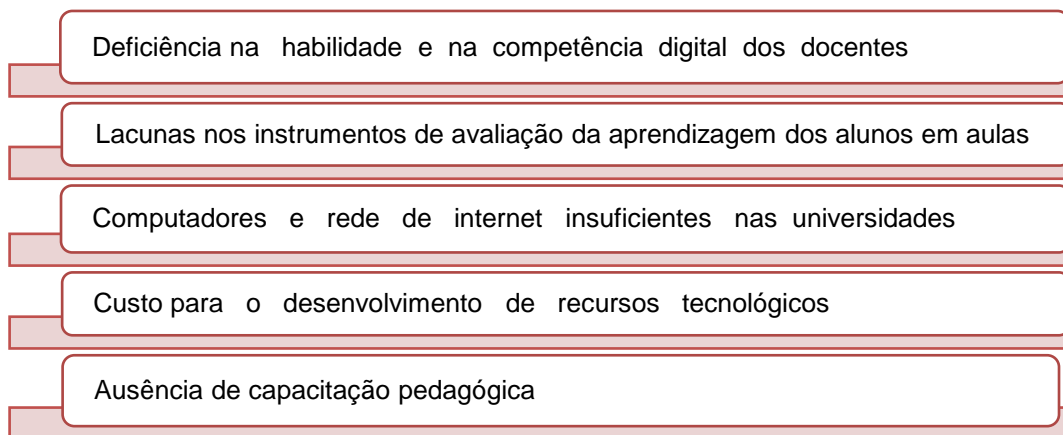 Deficiência na habilidade e na competência digital dos docentes
Lacunas nos instrumentos de avaliação da aprendizagem dos alunos em aulas
Computadores e rede de internet insuficientes nas universidades
Custo para o desenvolvimento de recursos tecnológicos
Ausência de capacitação pedagógica